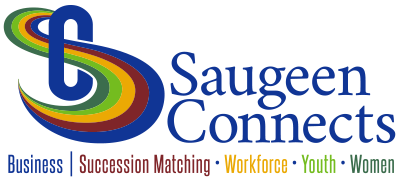 Saugeen
Connects
Business | Succession Matching • Workforce • Youth • Women